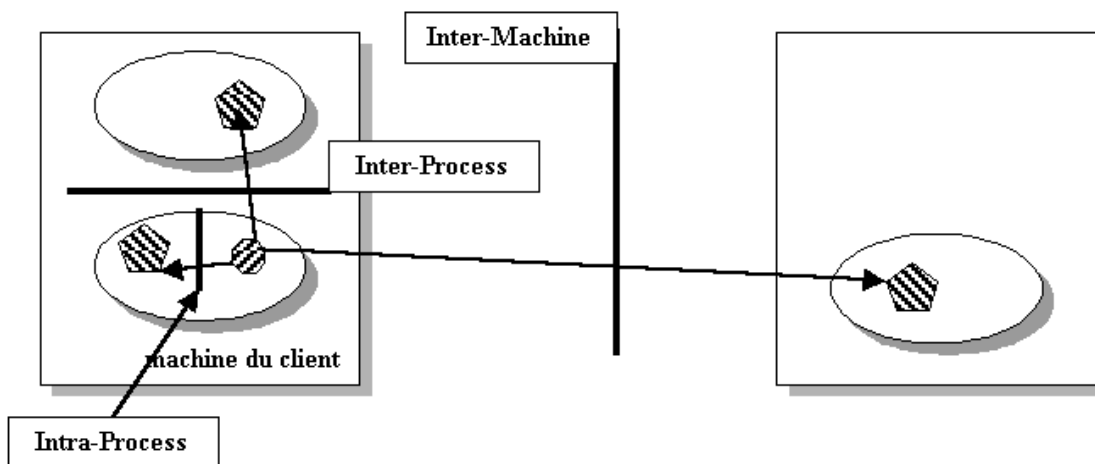 Inter-Machine
Inter-Process
machine du client
Intra-Process